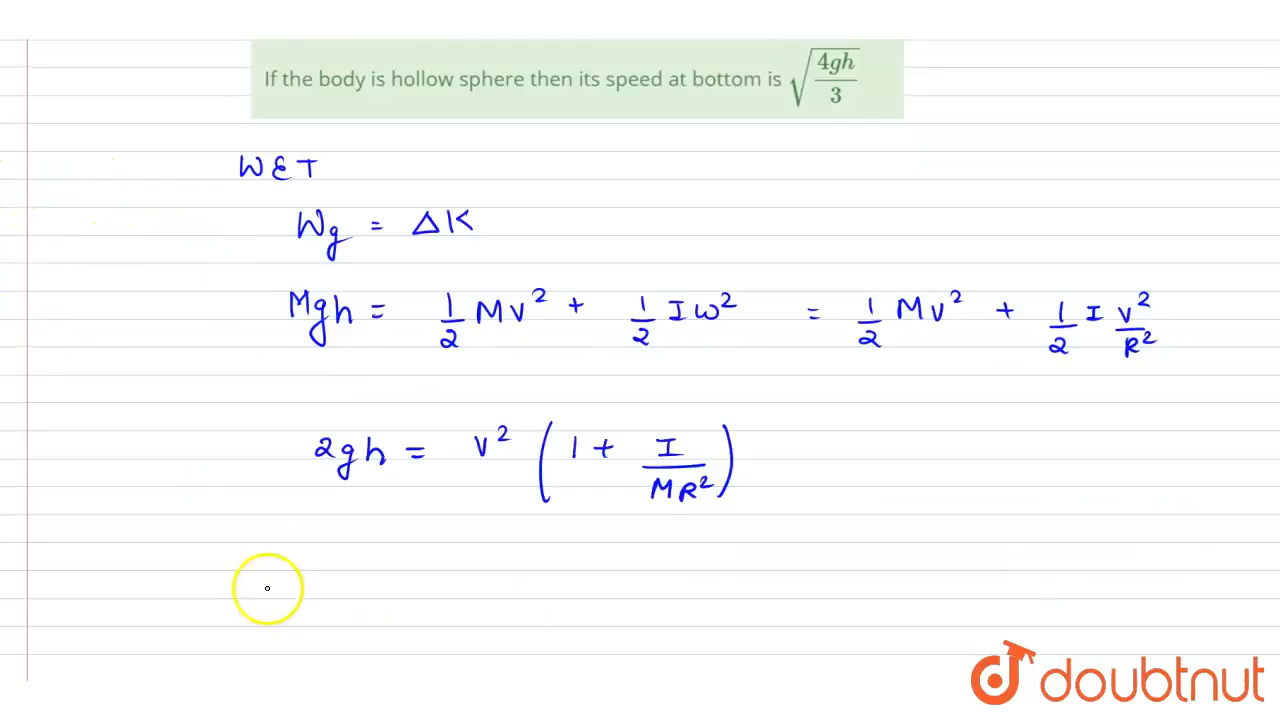 If the body is hollow sphere then its speed at bottom is √(4gh/3)
W E T
Wg = ΔK
Mgh = 1/2 MV² + 1/2 Iω² = 1/2 MV² + 1/2 I V²/R²
2gh = V² (1 + I/MR²)
doubtnut